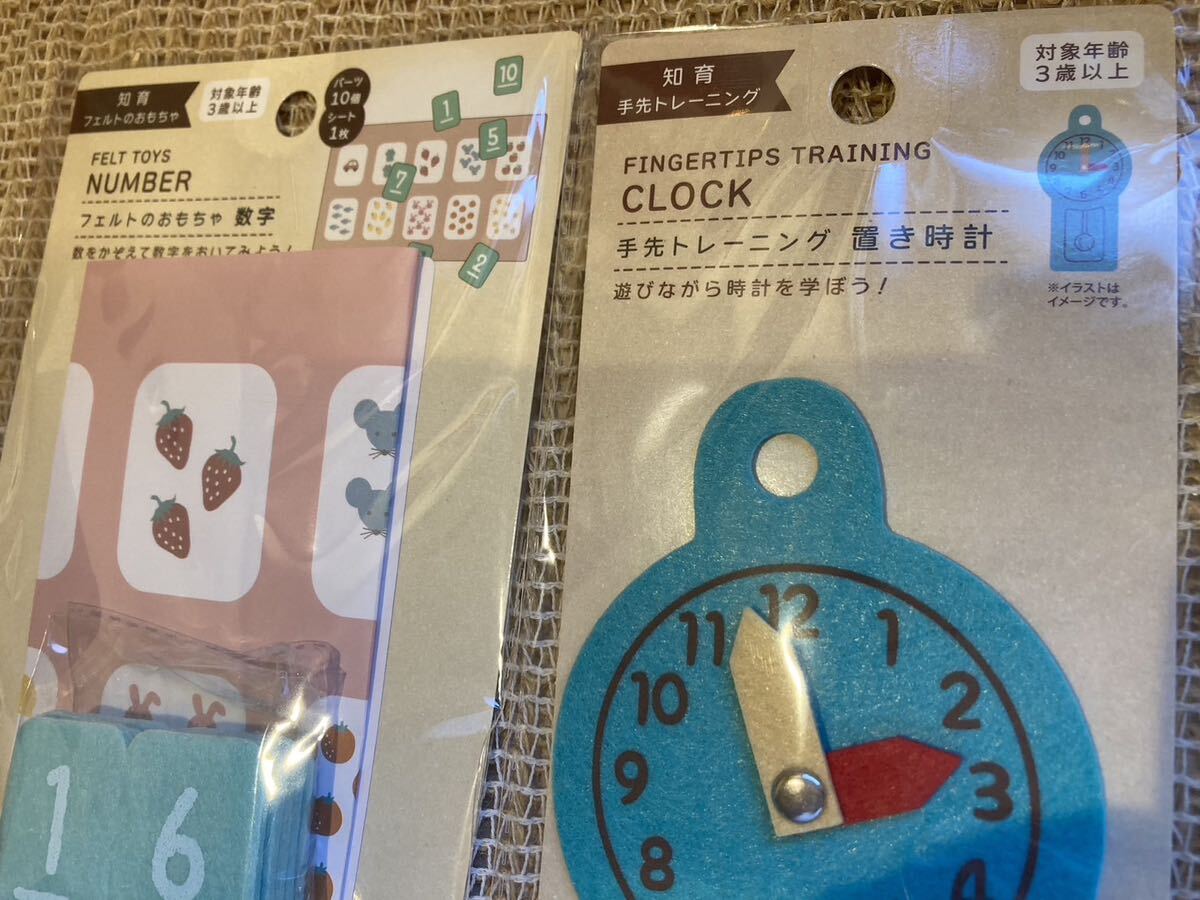 知育
フェルトのおもちゃ
対象年齢
3歳以上
パーツ
10個
シート
1枚
FELT TOYS
NUMBER
フェルトのおもちゃ 数字
数をかぞえて数字をおいてみよう!
10
1
5
7
2
1
6
知育
手先トレーニング
対象年齢
3歳以上
FINGERTIPS TRAINING
CLOCK
手先トレーニング 置き時計
遊びながら時計を学ぼう!
※イラストは
イメージです。
12
11
1
10
2
9
3
8
4